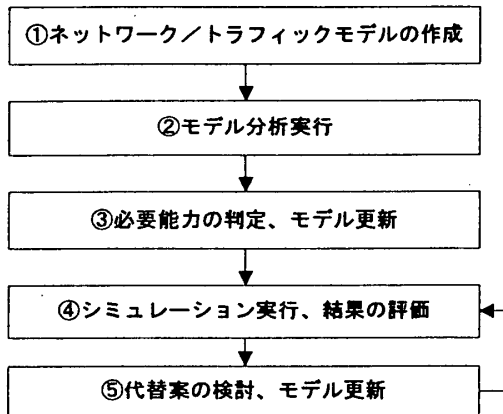 ①ネットワーク／トラフィックモデルの作成
②モデル分析実行
③必要能力の判定、モデル更新
④シミュレーション実行、結果の評価
⑤代替案の検討、モデル更新